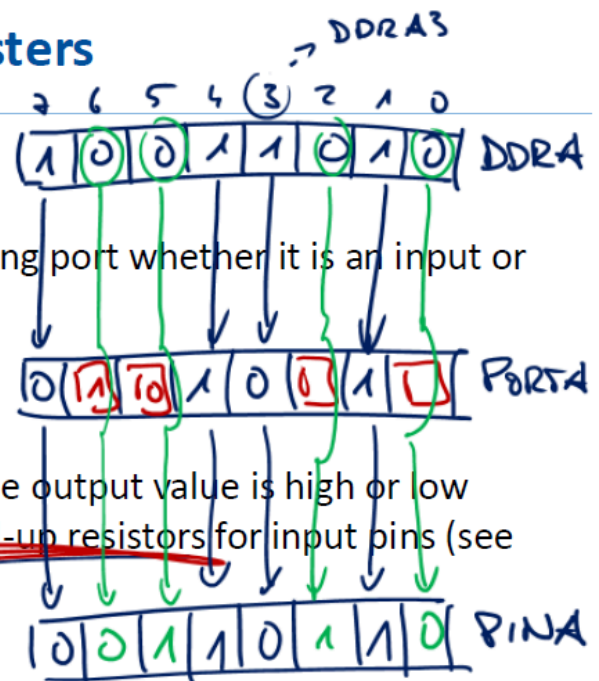 sters
DDRA3
7 6 5 4 3 2 1 0
1 0 0 1 1 0 1 0 DDRA
ng port whether it is an input or
0 1 0 1 0 0 1 PORTA
e output value is high or low
-up resistors for input pins (see
0 0 1 1 0 1 1 0 PINA